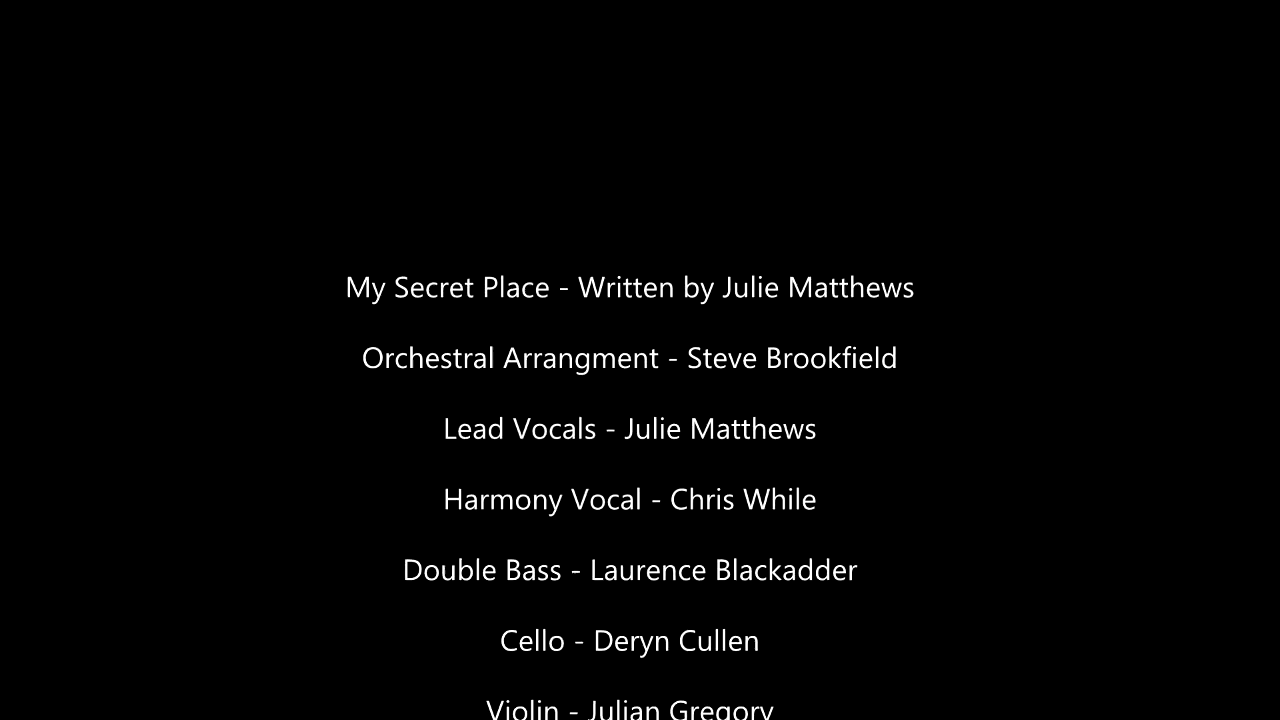 My Secret Place - Written by Julie Matthews
Orchestral Arrangment - Steve Brookfield
Lead Vocals - Julie Matthews
Harmony Vocal - Chris While
Double Bass - Laurence Blackadder
Cello - Deryn Cullen
Violin - Julian Gregory